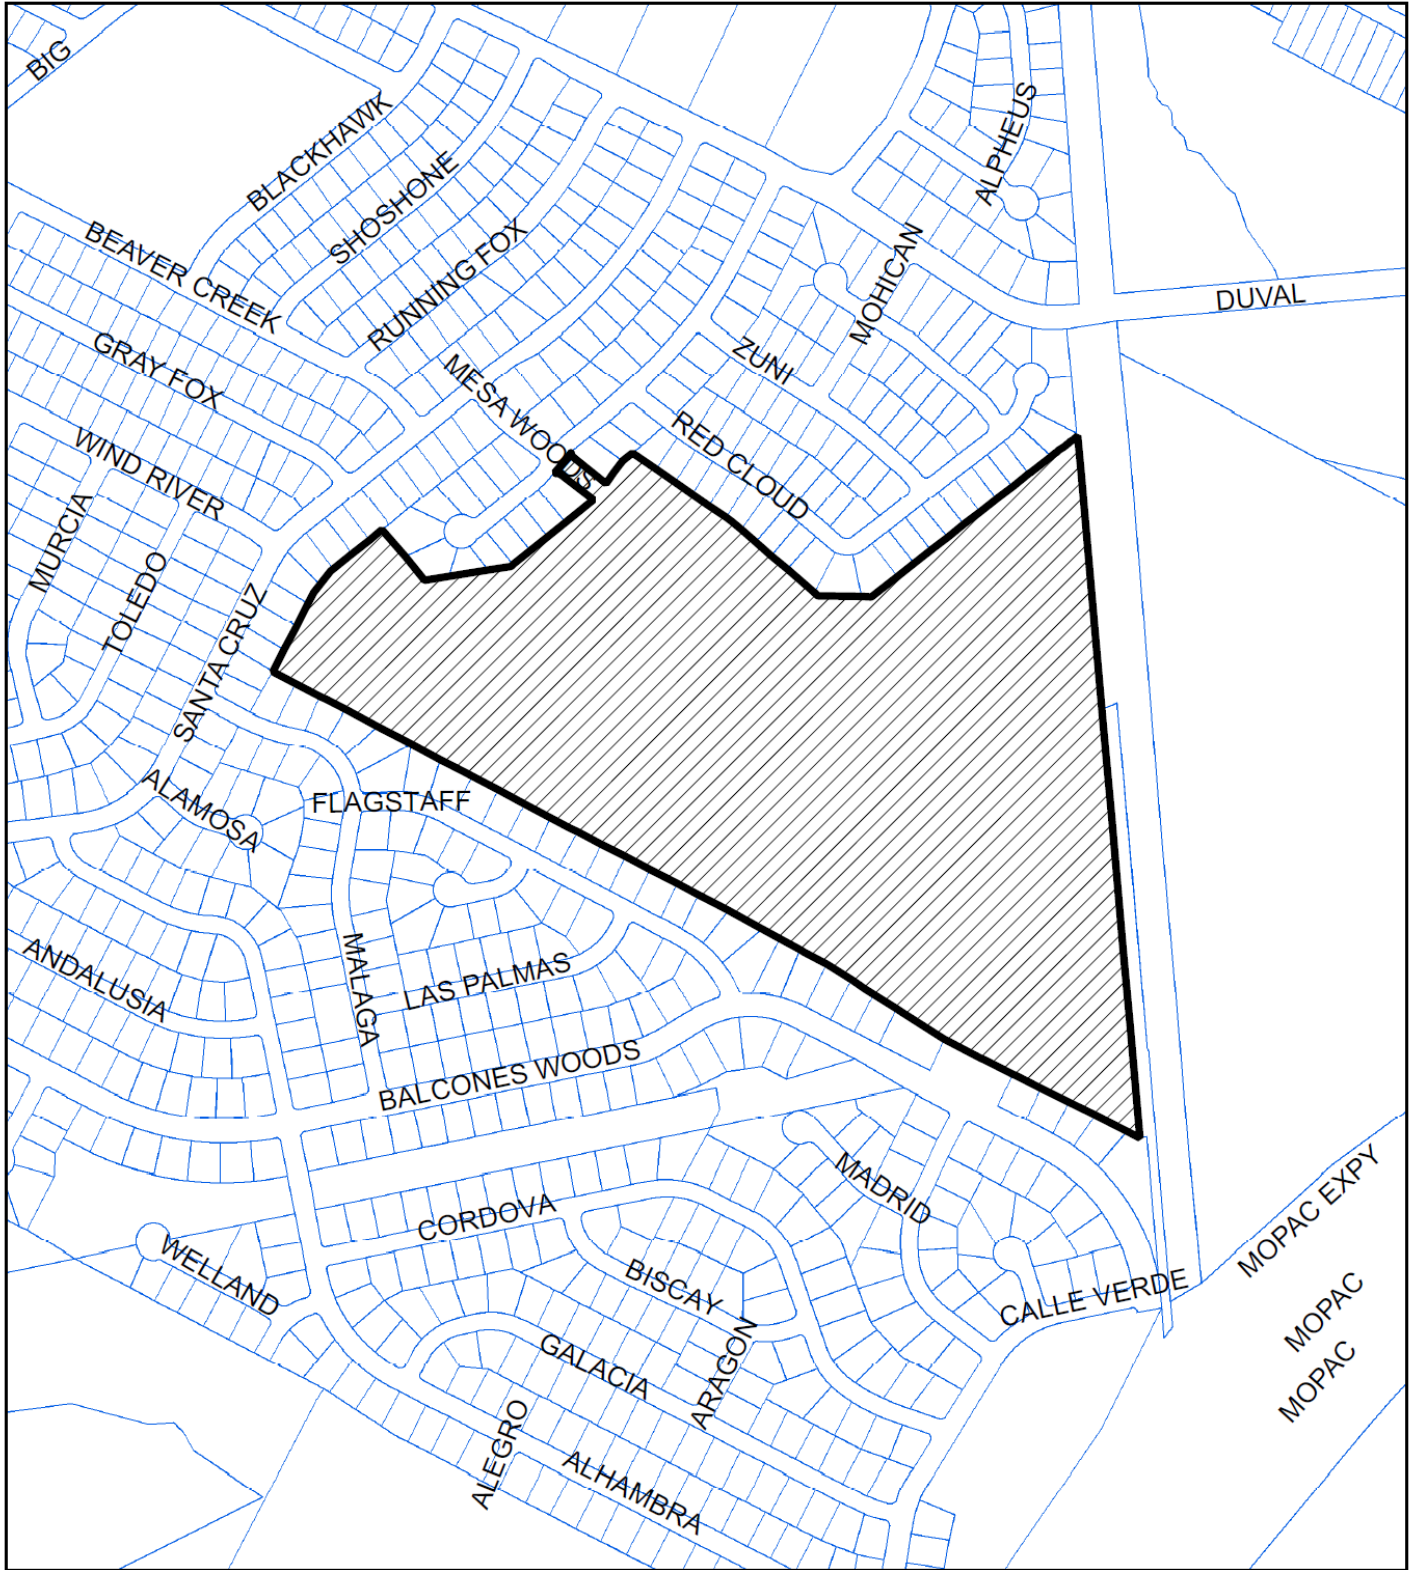 BIG
BLACKHAWK
ALPHEUS
SHOSHONE
BEAVER CREEK
RUNNING FOX
MOHICAN
DUVAL
GRAY FOX
ZUNI
MESA WOODS
RED CLOUD
WIND RIVER
MURCIA
TOLEDO
SANTA CRUZ
ALAMOSA
FLAGSTAFF
ANDALUSIA
MALAGA
LAS PALMAS
BALCONES WOODS
MADRID
MOPAC EXPY
CORDOVA
WELLAND
BISCAY
CALLE VERDE
MOPAC
GALACIA
ARAGON
MOPAC
ALEGRO
ALHAMBRA